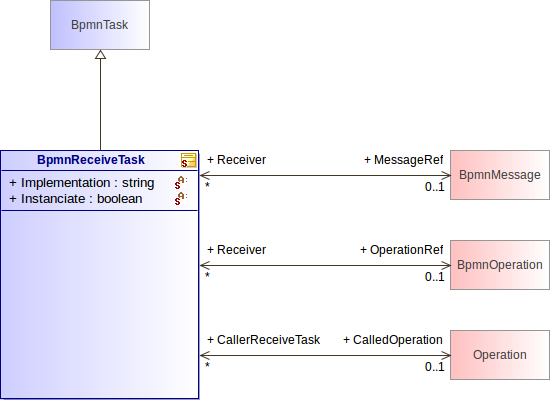 BpmnTask
BpmnReceiveTask
+ Implementation : string
+ Instanciate : boolean
+ Receiver + MessageRef
* 0..1
BpmnMessage
+ Receiver + OperationRef
* 0..1
BpmnOperation
+ CallerReceiveTask + CalledOperation
* 0..1
Operation